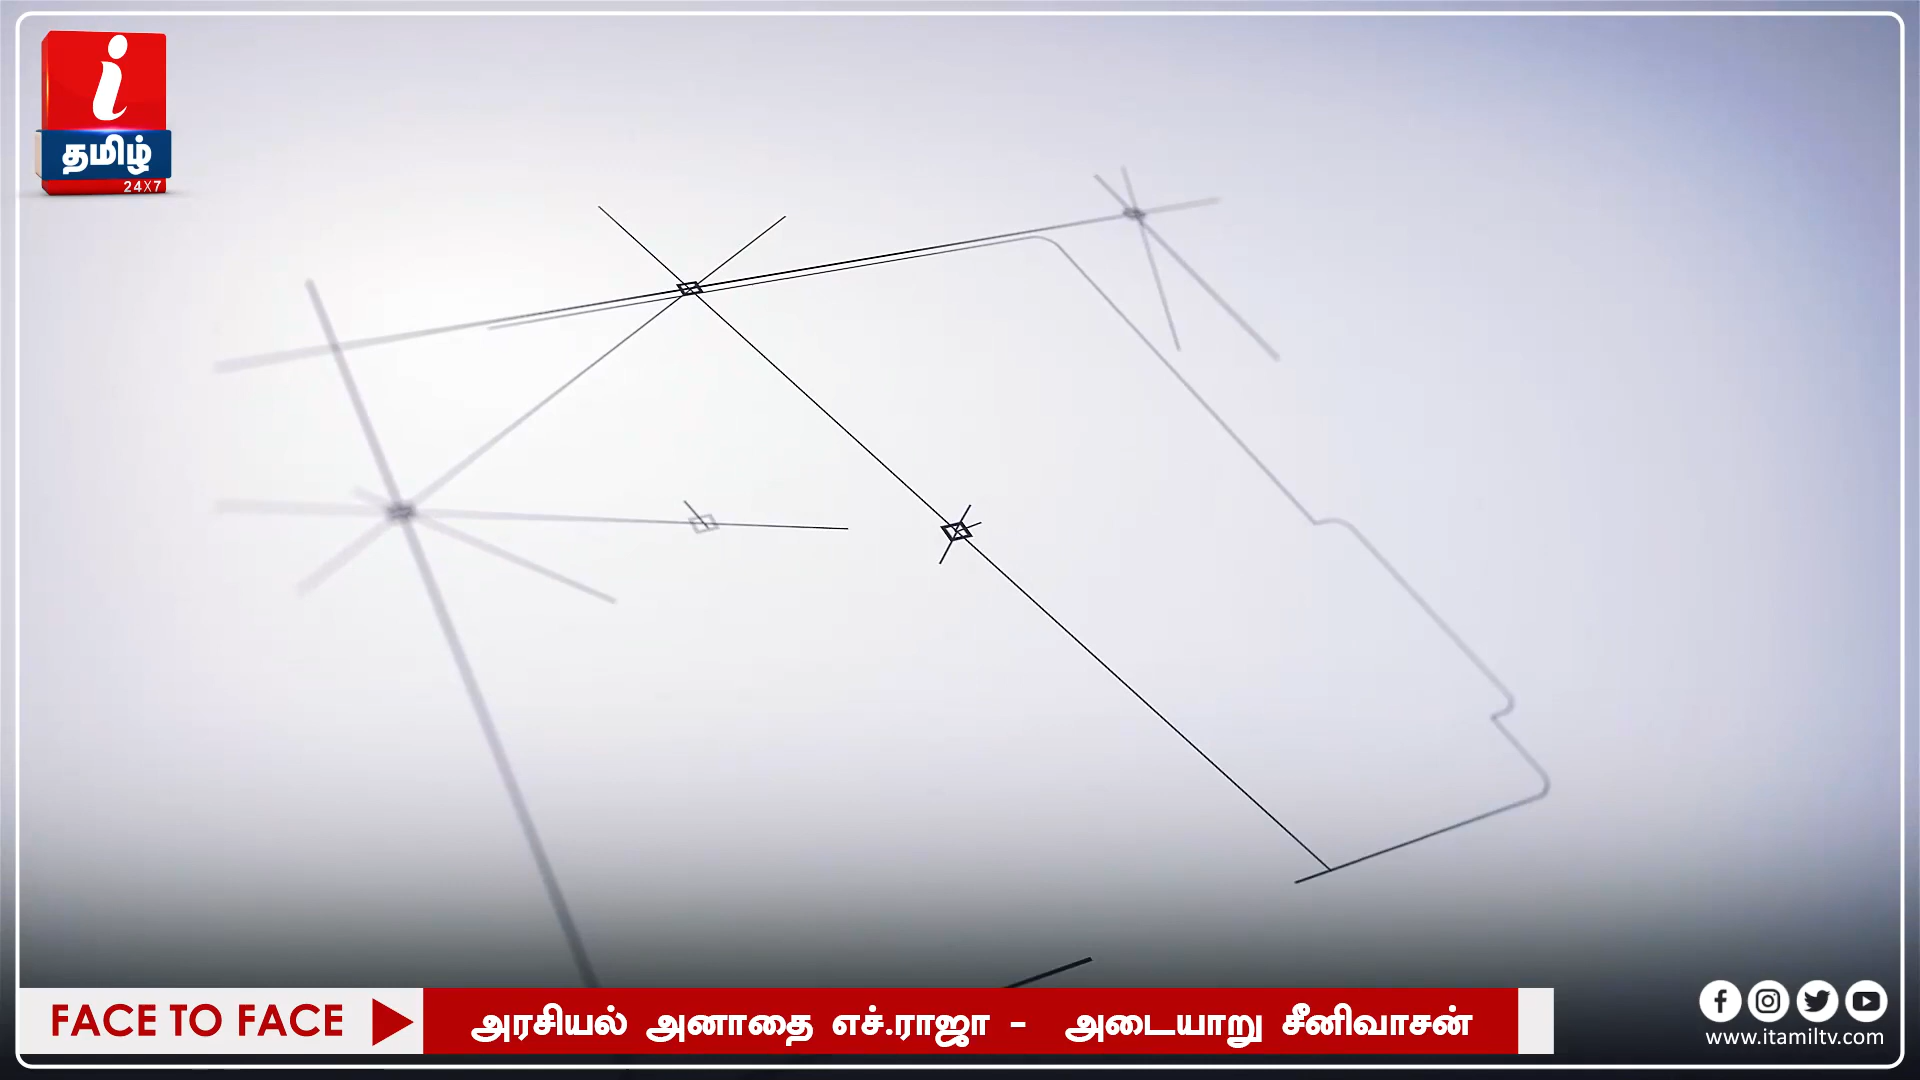 i
தமிழ்
24X7
FACE TO FACE
அரசியல் அனாதை எச்.ராஜா - அடையாறு சீனிவாசன்
www.itamiltv.com